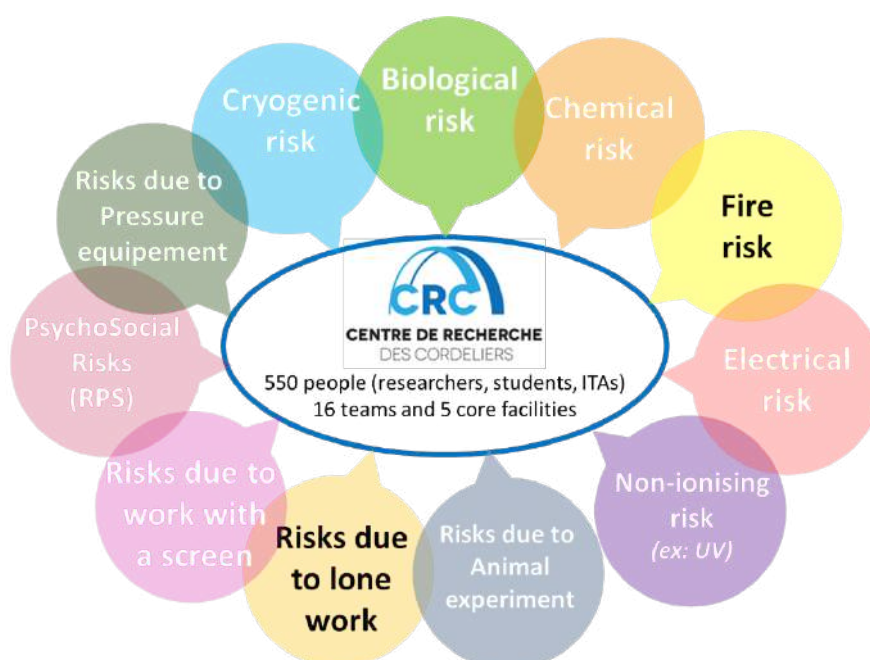 Biological
risk
Chemical
risk
Fire
risk
Electrical
risk
Non-ionising
risk
(ex: UV)
Risks due to
Animal
experiment
Risks due
to lone
work
Risks due to
work with
a screen
PsychoSocial
Risks
(RPS)
Risks due to
Pressure
equipement
Cryogenic
risk
CRC
CENTRE DE RECHERCHE
DES CORDELIERS
550 people (researchers, students, ITAs)
16 teams and 5 core facilities